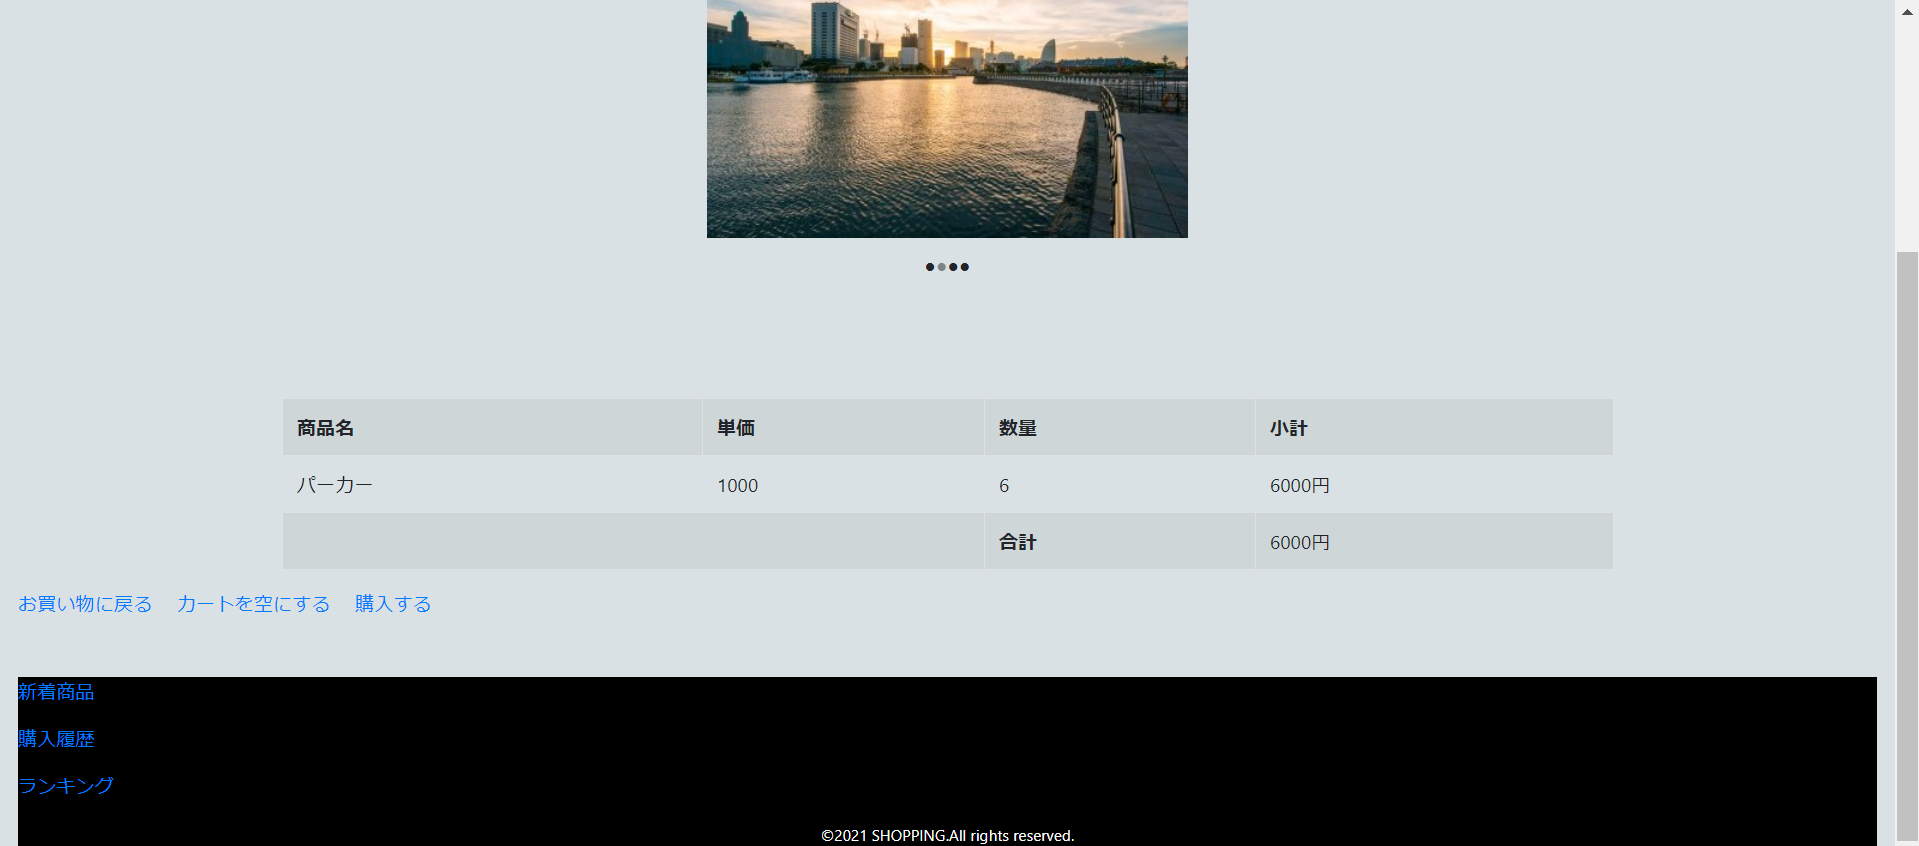 商品名 単価 数量 小計
パーカー 1000 6 6000円
合計 6000円
お買い物に戻る カートを空にする 購入する
新着商品
購入履歴
ランキング
©2021 SHOPPING.All rights reserved.